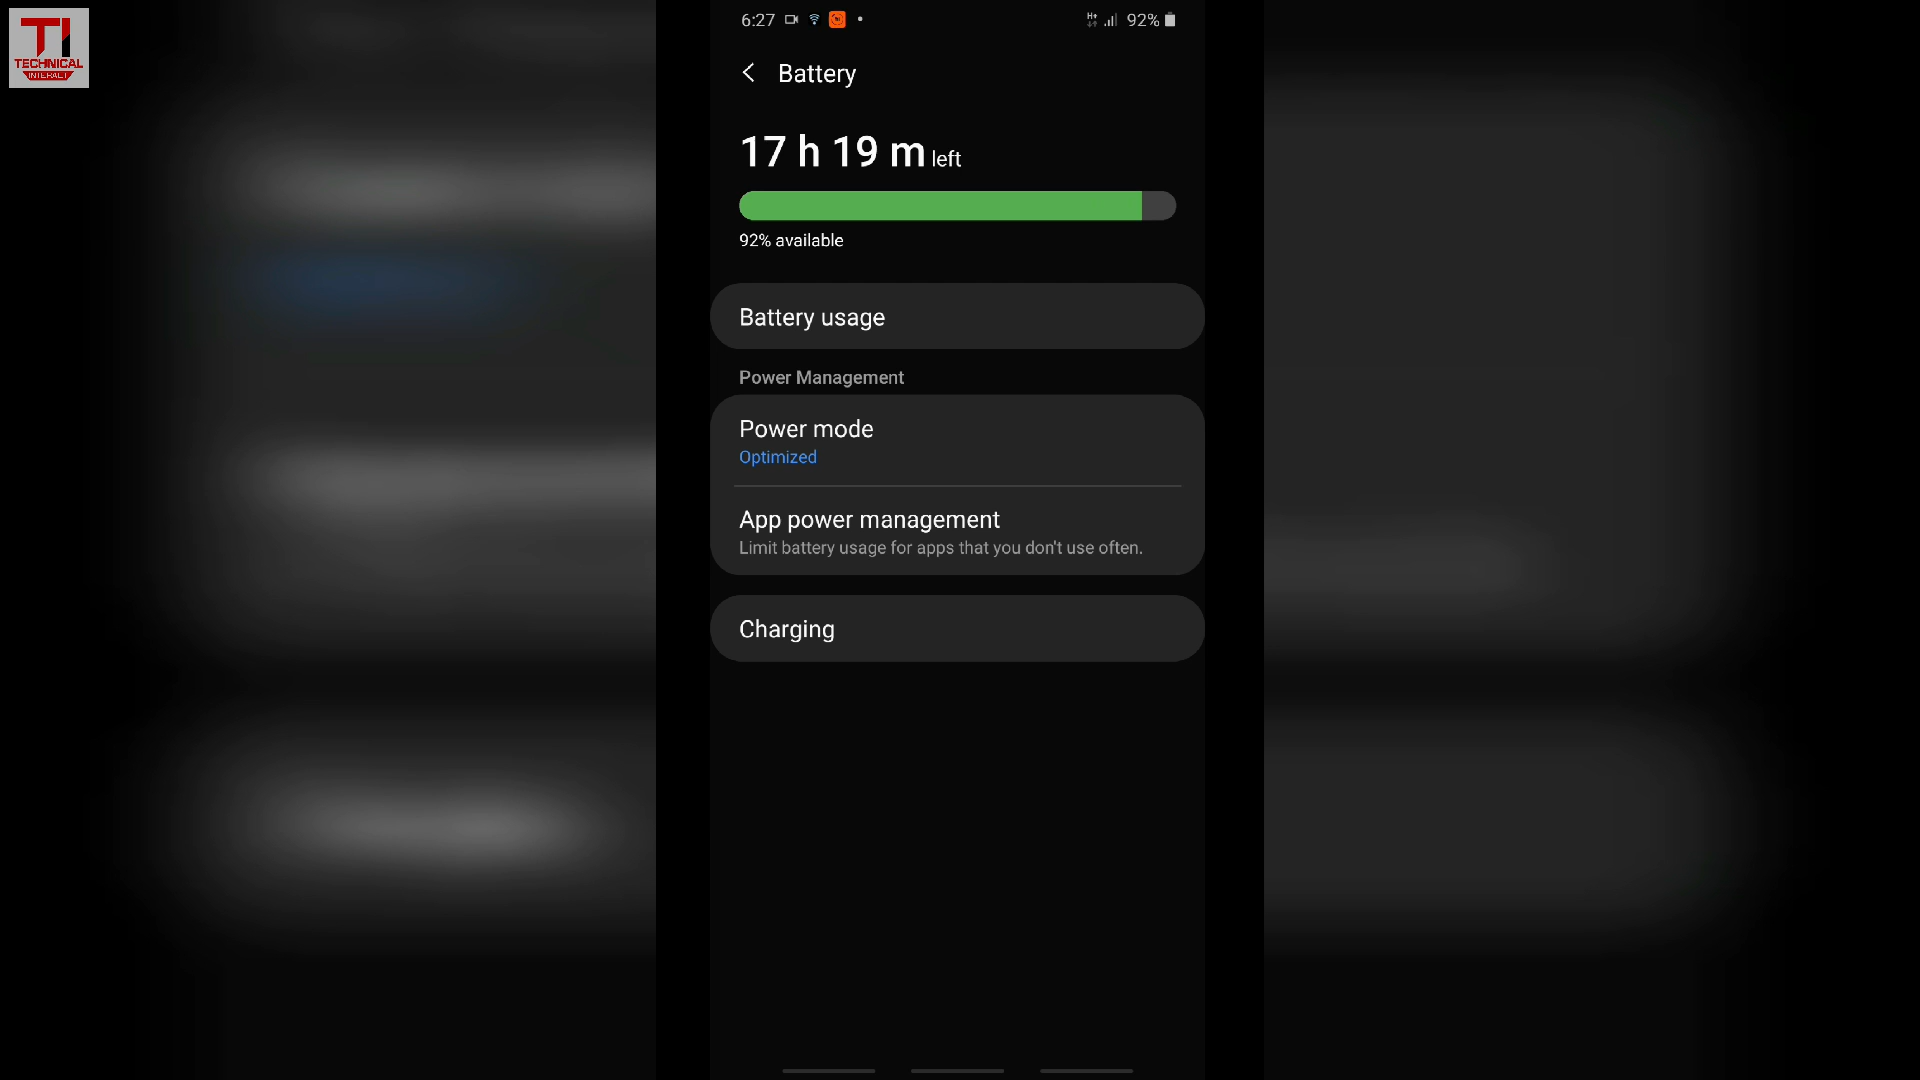 TI
TECHNICAL
INTERACT
6:27
H+
92%
Battery
17 h 19 m left
92% available
Battery usage
Power Management
Power mode
Optimized
App power management
Limit battery usage for apps that you don't use often.
Charging